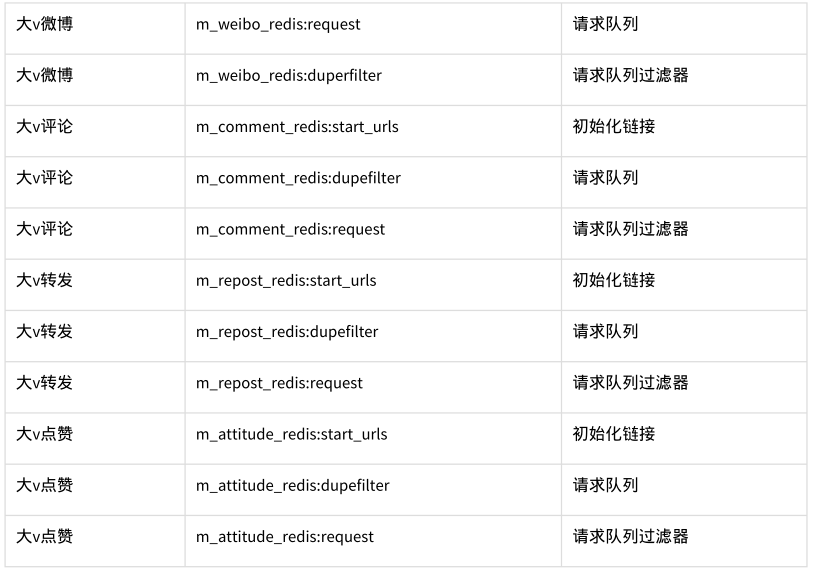 大v微博 m_weibo_redis:request 请求队列
大v微博 m_weibo_redis:duperfilter 请求队列过滤器
大v评论 m_comment_redis:start_urls 初始化链接
大v评论 m_comment_redis:dupefilter 请求队列
大v评论 m_comment_redis:request 请求队列过滤器
大v转发 m_repost_redis:start_urls 初始化链接
大v转发 m_repost_redis:dupefilter 请求队列
大v转发 m_repost_redis:request 请求队列过滤器
大v点赞 m_attitude_redis:start_urls 初始化链接
大v点赞 m_attitude_redis:dupefilter 请求队列
大v点赞 m_attitude_redis:request 请求队列过滤器